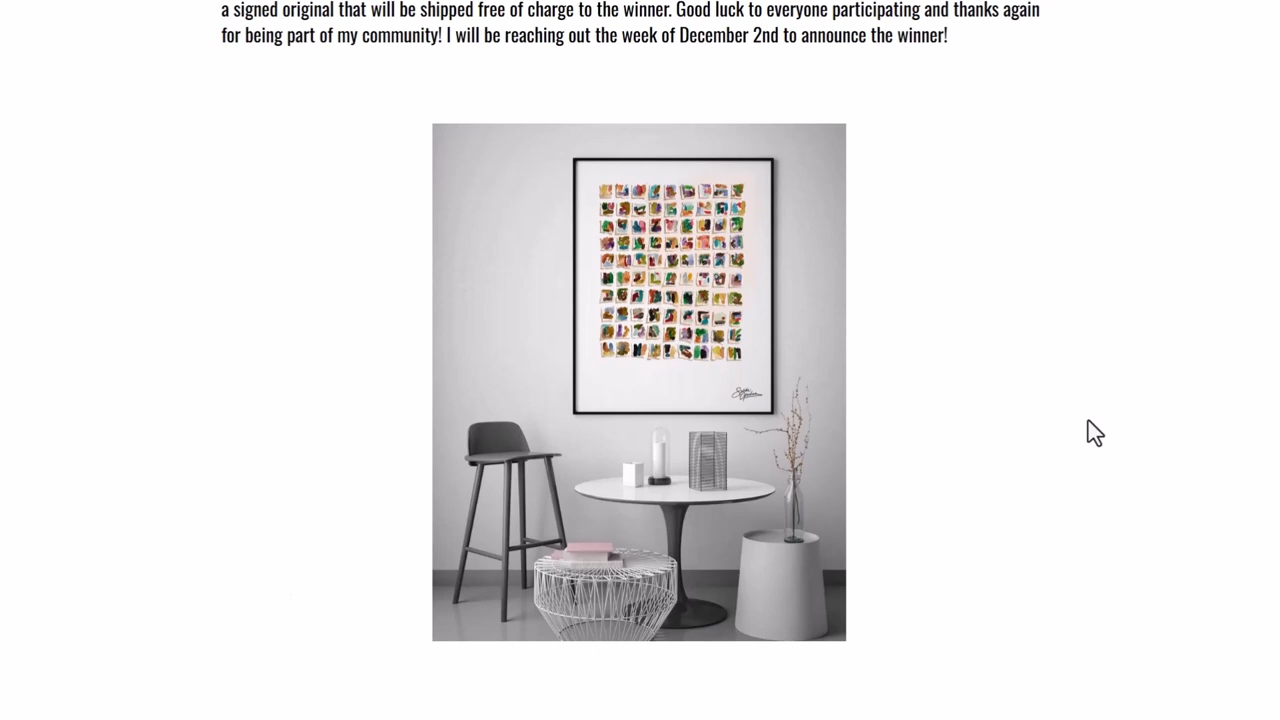 a signed original that will be shipped free of charge to the winner. Good luck to everyone participating and thanks again
for being part of my community! I will be reaching out the week of December 2nd to announce the winner!